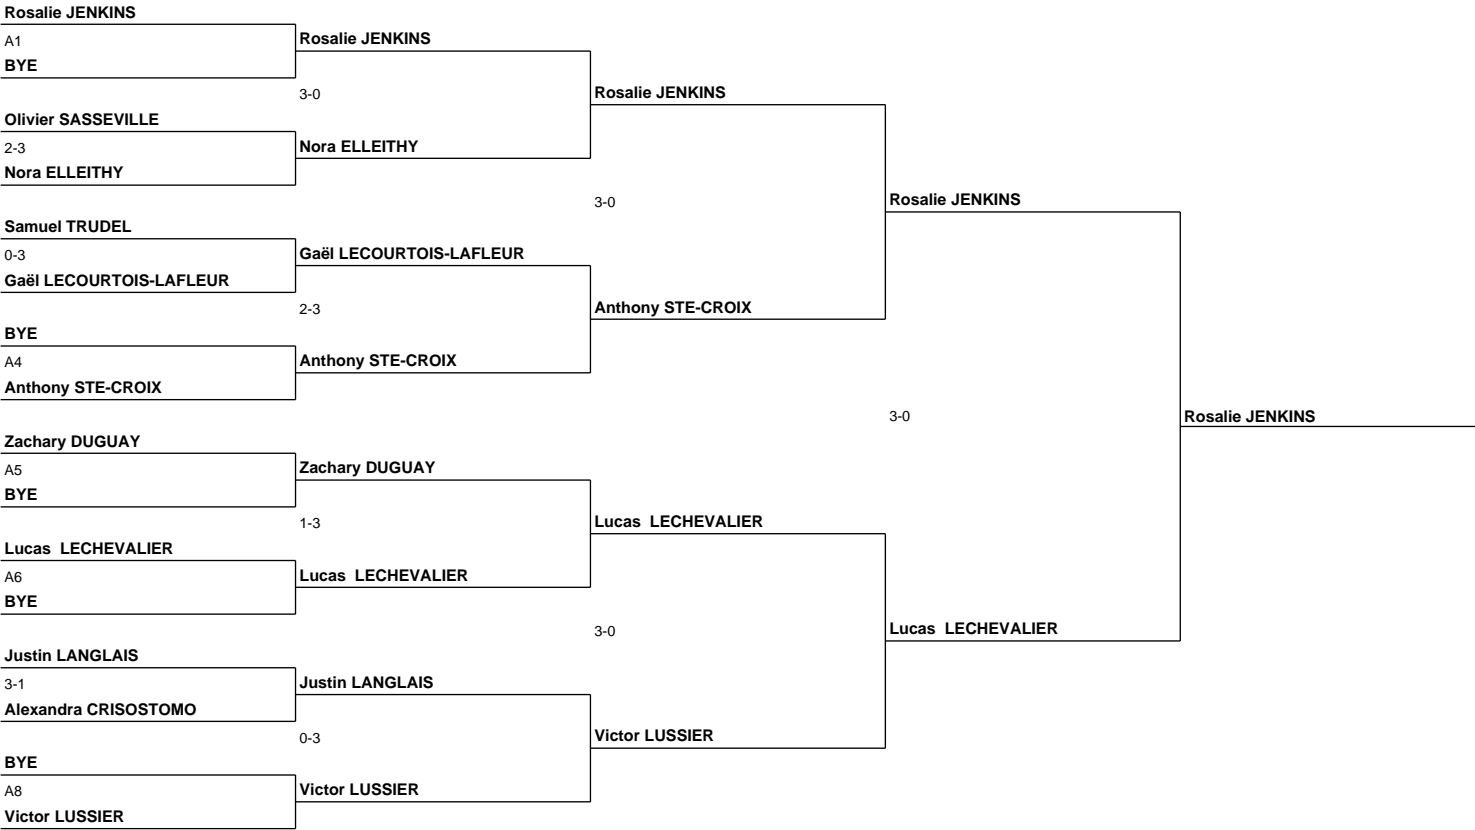 Rosalie JENKINS
A1
BYE
Olivier SASSEVILLE
2-3
Nora ELLEITHY
Samuel TRUDEL
0-3
Gaël LECOURTOIS-LAFLEUR
BYE
A4
Anthony STE-CROIX
Zachary DUGUAY
A5
BYE
Lucas  LECHEVALIER
A6
BYE
Justin LANGLAIS
3-1
Alexandra CRISOSTOMO
BYE
A8
Victor LUSSIER
Rosalie JENKINS
3-0
Nora ELLEITHY
Gaël LECOURTOIS-LAFLEUR
2-3
Anthony STE-CROIX
Zachary DUGUAY
1-3
Lucas  LECHEVALIER
Justin LANGLAIS
0-3
Victor LUSSIER
Rosalie JENKINS
3-0
Anthony STE-CROIX
Lucas  LECHEVALIER
3-0
Victor LUSSIER
Rosalie JENKINS
3-0
Lucas  LECHEVALIER
Rosalie JENKINS